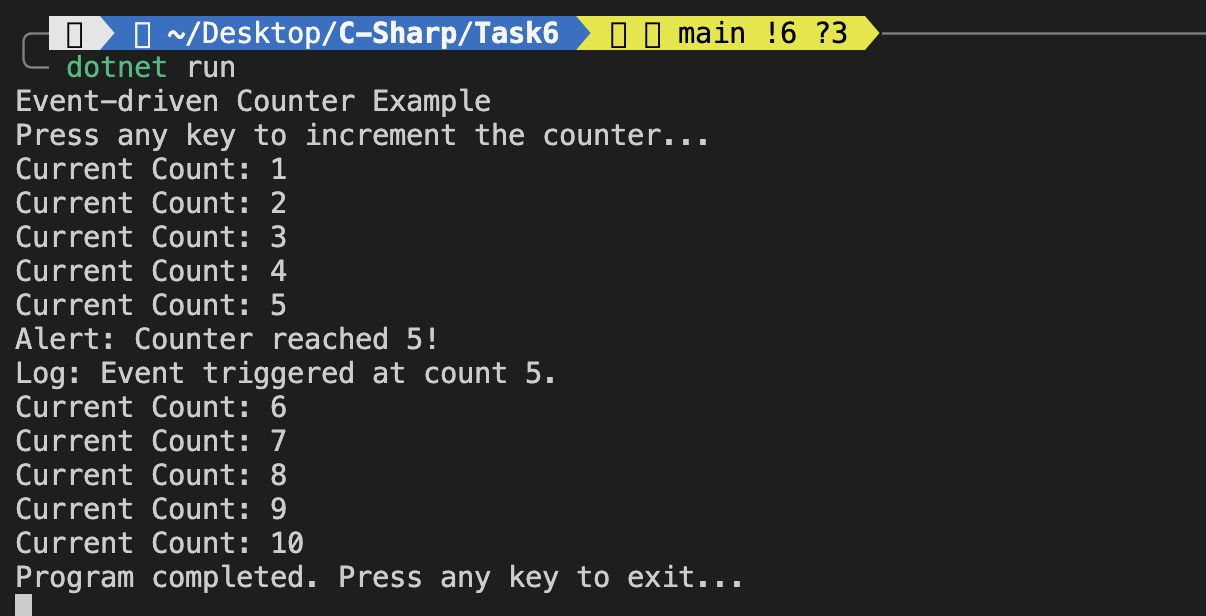 ~/Desktop/C-Sharp/Task6 main !6 ?3
dotnet run
Event-driven Counter Example
Press any key to increment the counter...
Current Count: 1
Current Count: 2
Current Count: 3
Current Count: 4
Current Count: 5
Alert: Counter reached 5!
Log: Event triggered at count 5.
Current Count: 6
Current Count: 7
Current Count: 8
Current Count: 9
Current Count: 10
Program completed. Press any key to exit...